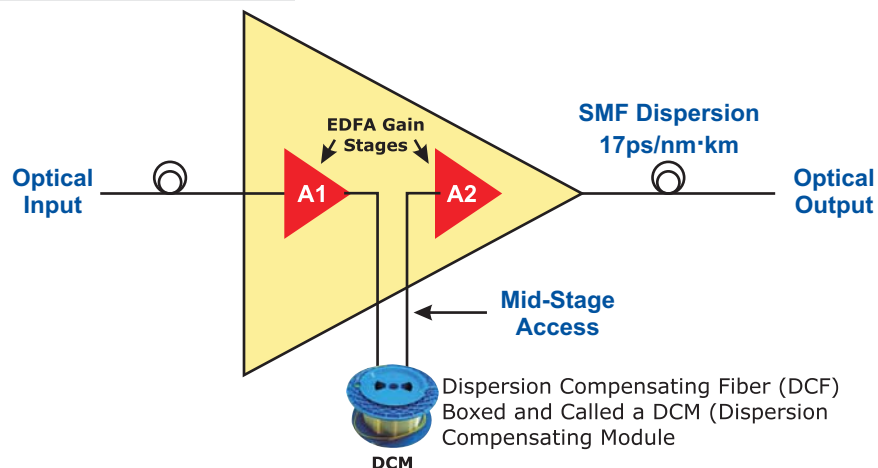 EDFA Gain
Stages
SMF Dispersion
17ps/nm·km
Optical
Input
A1
A2
Optical
Output
Mid-Stage
Access
Dispersion Compensating Fiber (DCF)
Boxed and Called a DCM (Dispersion
Compensating Module
DCM